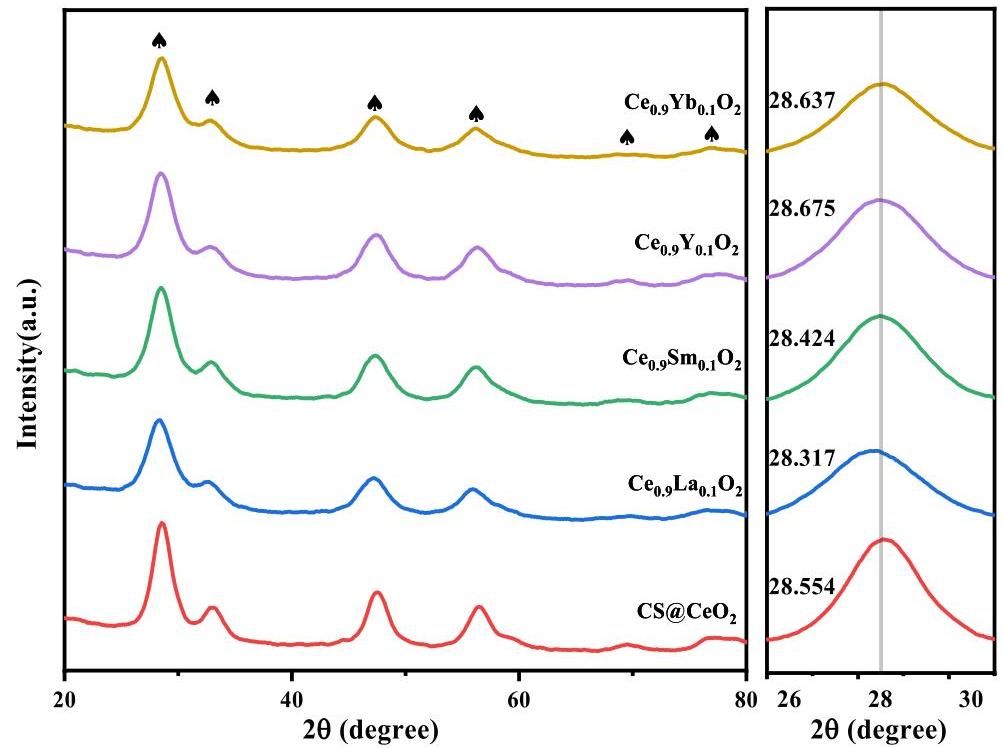 Intensity(a.u.)
Ce₀.₉Yb₀.₁O₂
Ce₀.₉Y₀.₁O₂
Ce₀.₉Sm₀.₁O₂
Ce₀.₉La₀.₁O₂
CS@CeO₂
20 40 60 80
2θ (degree)
28.637
28.675
28.424
28.317
28.554
26 28 30
2θ (degree)